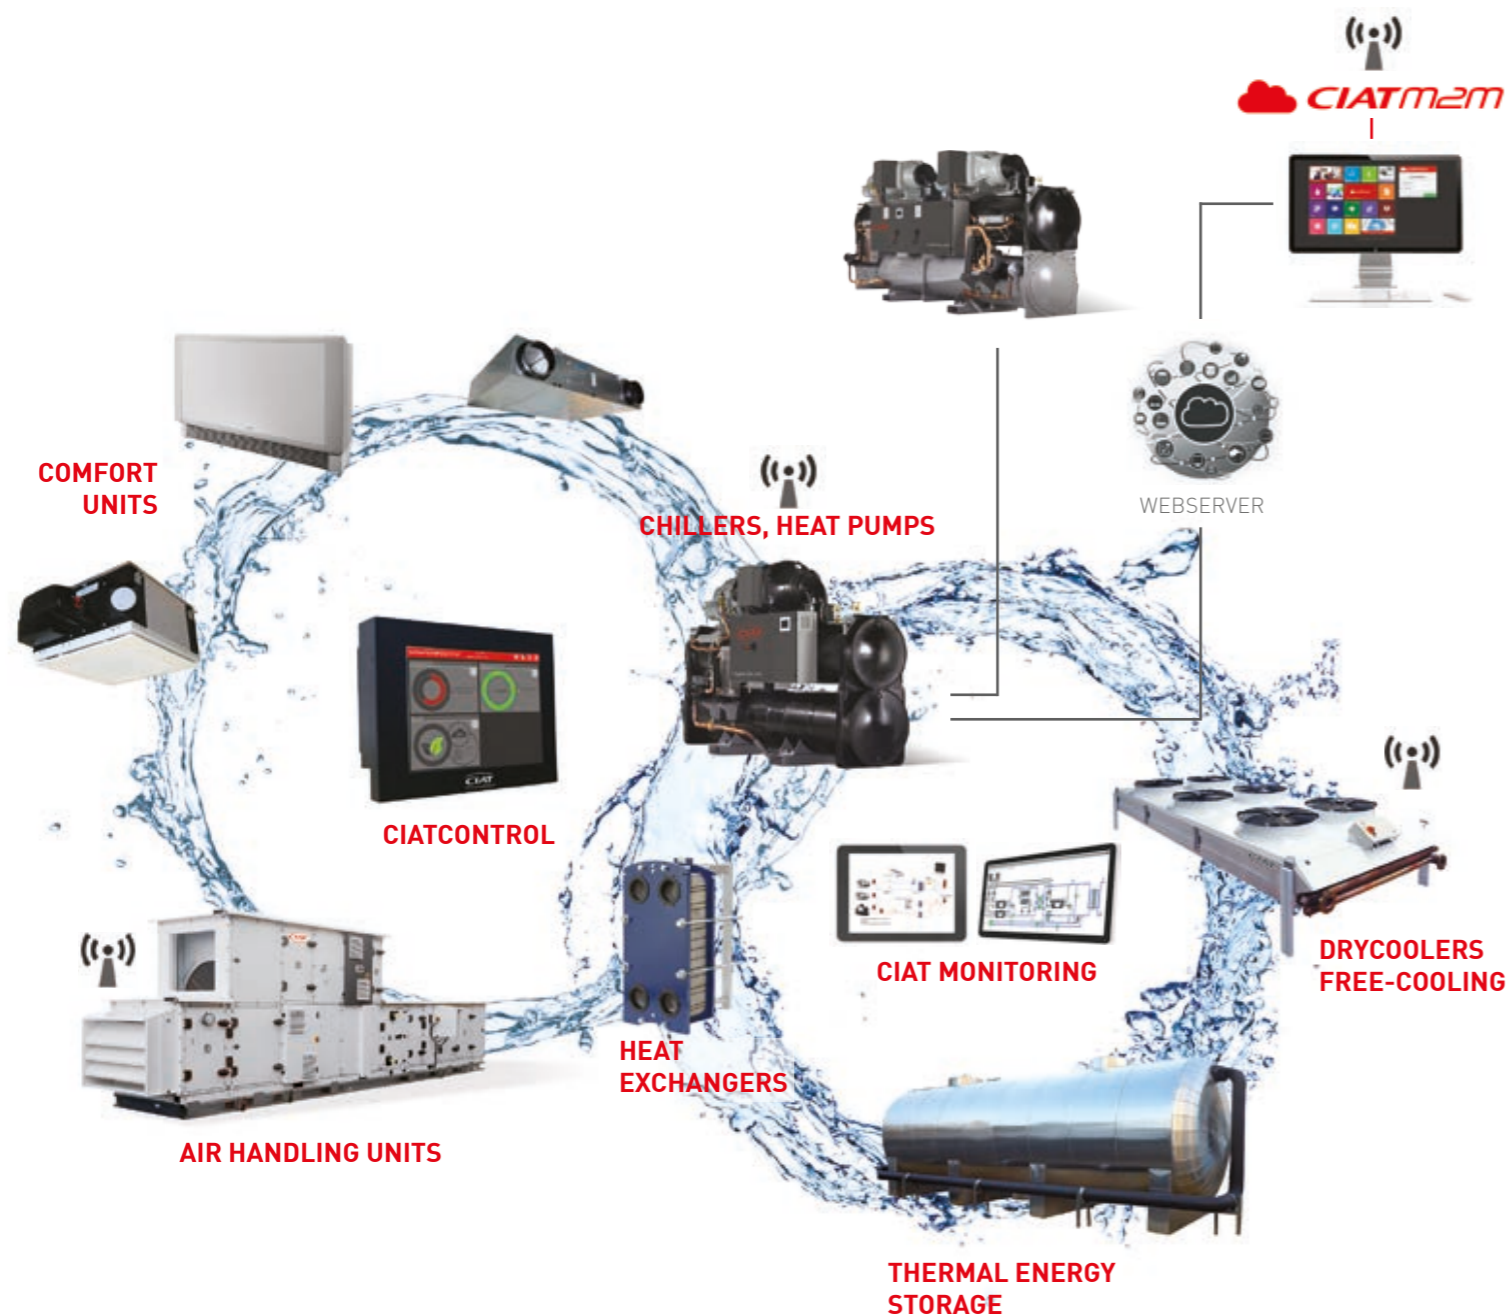 CIATM2M
COMFORT
UNITS
CHILLERS, HEAT PUMPS
WEBSERVER
CIAT
CIATCONTROL
CIAT MONITORING
DRYCOOLERS
FREE-COOLING
HEAT
EXCHANGERS
AIR HANDLING UNITS
THERMAL ENERGY
STORAGE